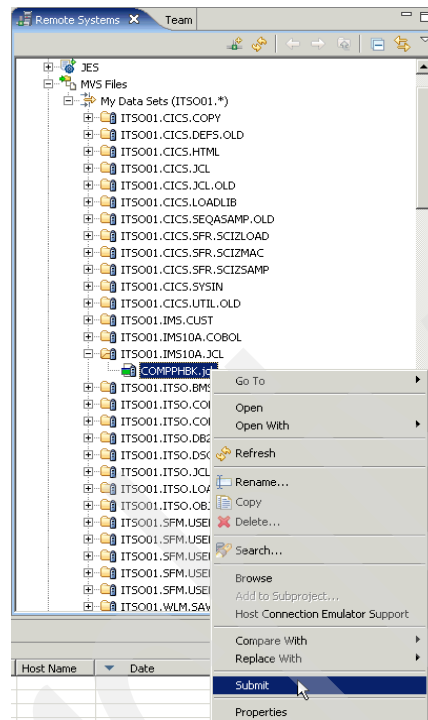 Remote Systems Team
JES
MVS Files
My Data Sets (ITSO01.*)
ITSO01.CICS.COPY
ITSO01.CICS.DEFS.OLD
ITSO01.CICS.HTML
ITSO01.CICS.JCL
ITSO01.CICS.JCL.OLD
ITSO01.CICS.LOADLIB
ITSO01.CICS.SEQASAMP.OLD
ITSO01.CICS.SFR.SCIZLOAD
ITSO01.CICS.SFR.SCIZMAC
ITSO01.CICS.SFR.SCIZSAMP
ITSO01.CICS.SYSIN
ITSO01.CICS.UTIL.OLD
ITSO01.IMS.CUST
ITSO01.IMS10A.COBOL
ITSO01.IMS10A.JCL
COMPPHBK.jcl
ITSO01.ITSO.BMS
ITSO01.ITSO.COB
ITSO01.ITSO.COB
ITSO01.ITSO.DB2
ITSO01.ITSO.DSC
ITSO01.ITSO.JCL
ITSO01.ITSO.LOA
ITSO01.ITSO.OBJ
ITSO01.SFM.USE
ITSO01.SFM.USE
ITSO01.SFM.USE
ITSO01.SFM.USE
ITSO01.SFM.USE
ITSO01.WLM.SAV
Go To
Open
Open With
Refresh
Rename...
Copy
Delete...
Search...
Browse
Add to Subproject...
Host Connection Emulator Support
Compare With
Replace With
Submit
Properties
Host Name Date